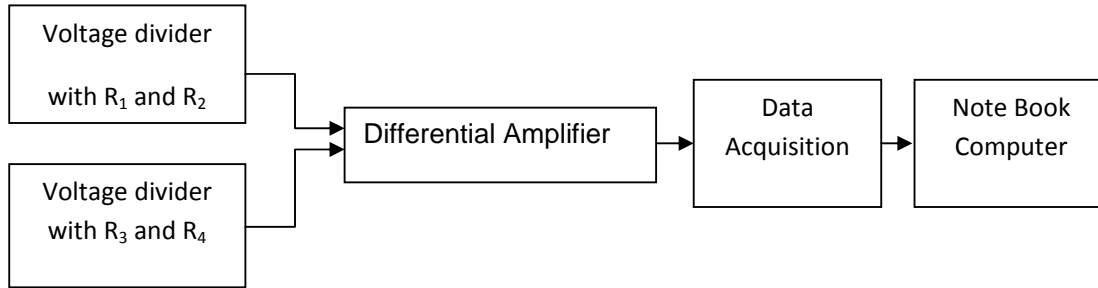 Voltage divider
with R₁ and R₂
Voltage divider
with R₃ and R₄
Differential Amplifier
Data
Acquisition
Note Book
Computer